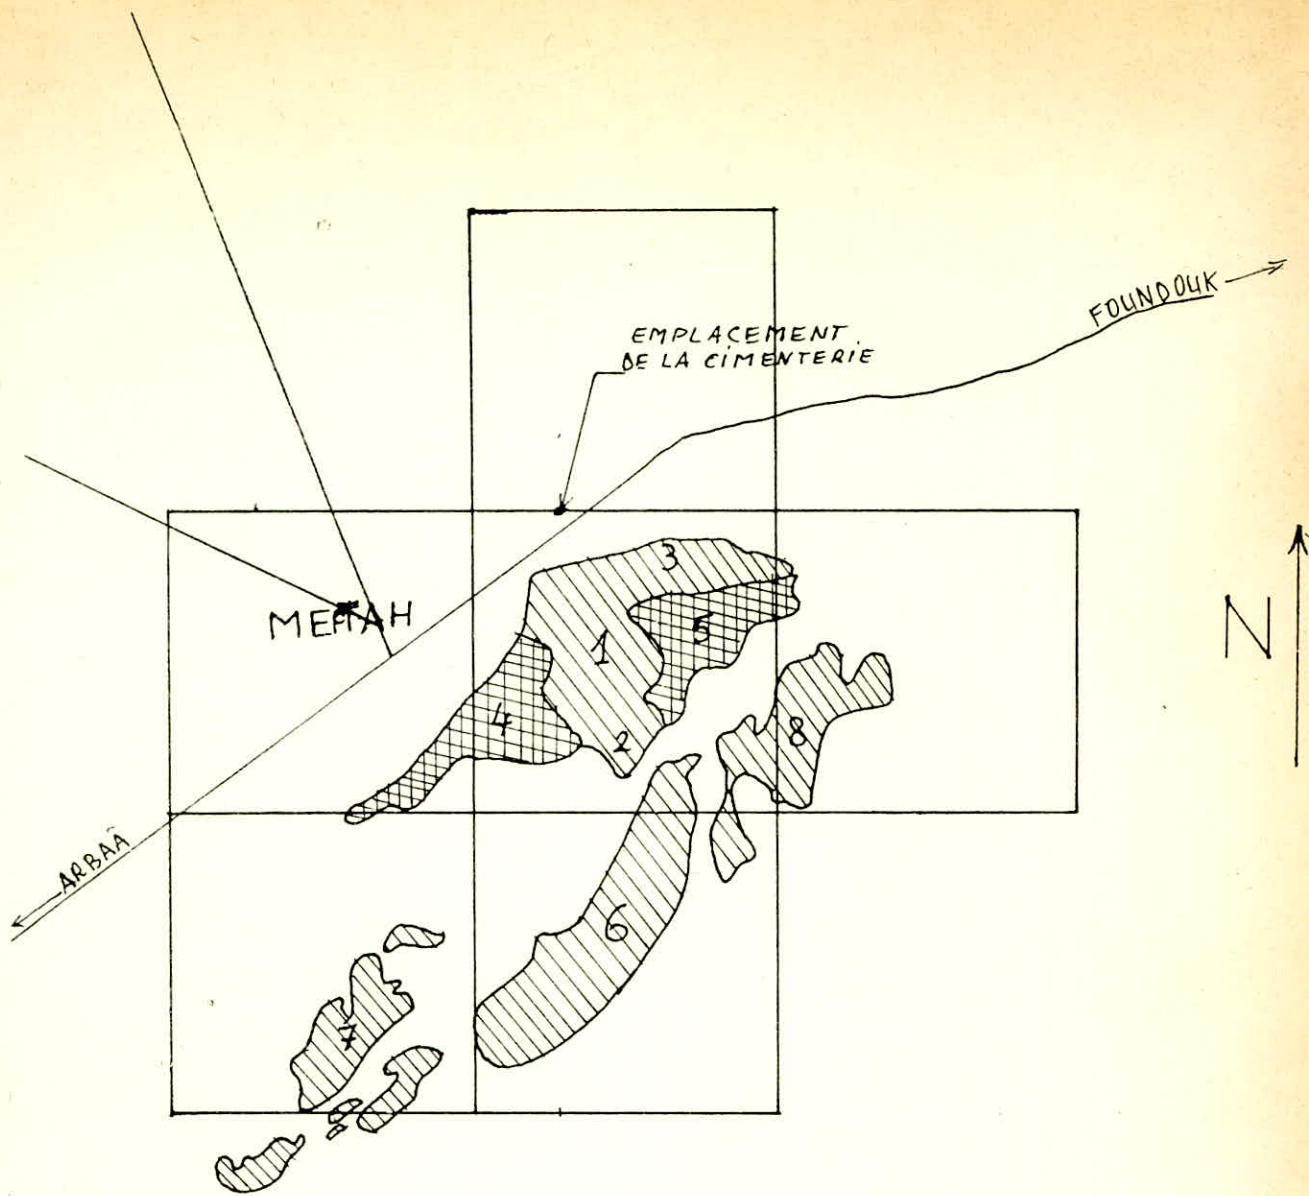 FOUNDOUK
EMPLACEMENT
DE LA CIMENTERIE
3
MEFTAH
N
1
5
4
2
8
ARBAÂ
6
7